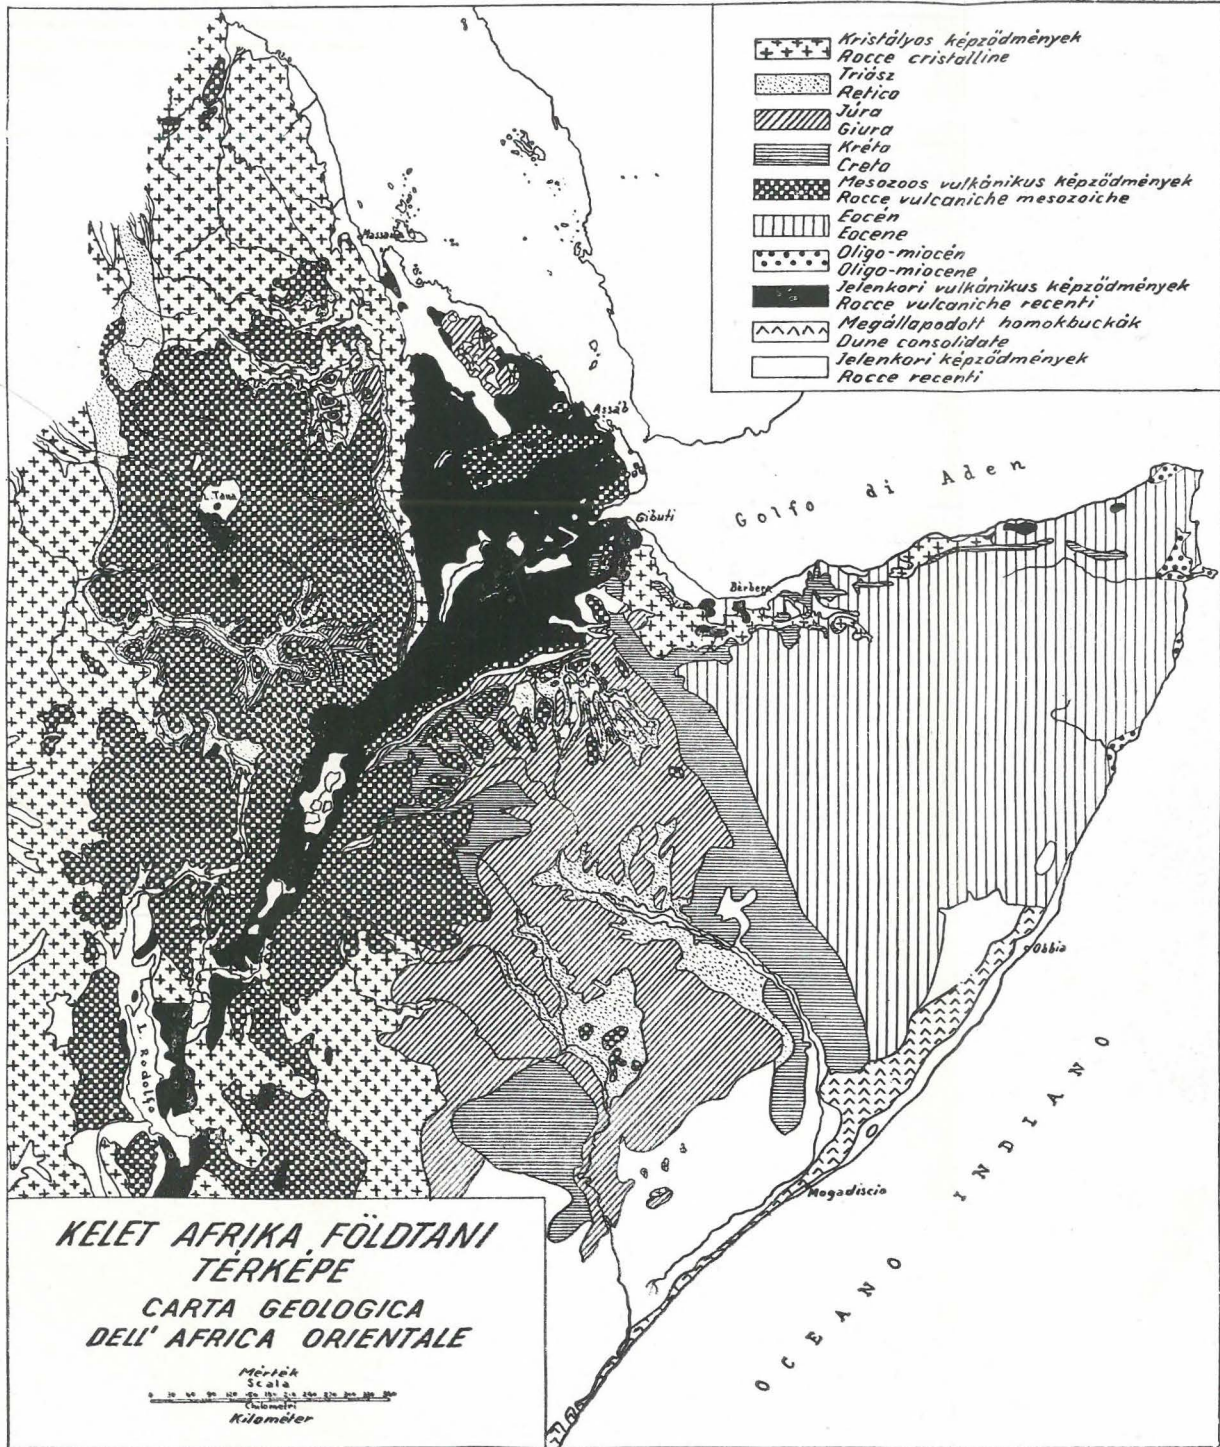 Kristályos képződmények
Rocce cristalline
Triász
Retico
Júra
Giura
Kréta
Creta
Mesozoos vulkánikus képződmények
Rocce vulcaniche mesozoiche
Eocén
Eocene
Oligo-miocén
Oligo-miocene
Jelenkori vulkánikus képződmények
Rocce vulcaniche recenti
Megállapodott homokbuckák
Dune consolidate
Jelenkori képződmények
Rocce recenti
Massaua
Assáb
L. Tana
Golfo di Aden
Gibuti
Bèrbera
Obbia
L. Rodolfo
Mogadiscio
OCEANO INDIANO
KELET AFRIKA FÖLDTANI
TÉRKÉPE
CARTA GEOLOGICA
DELL' AFRICA ORIENTALE
Mérték
Scala
Chilometri
Kilométer